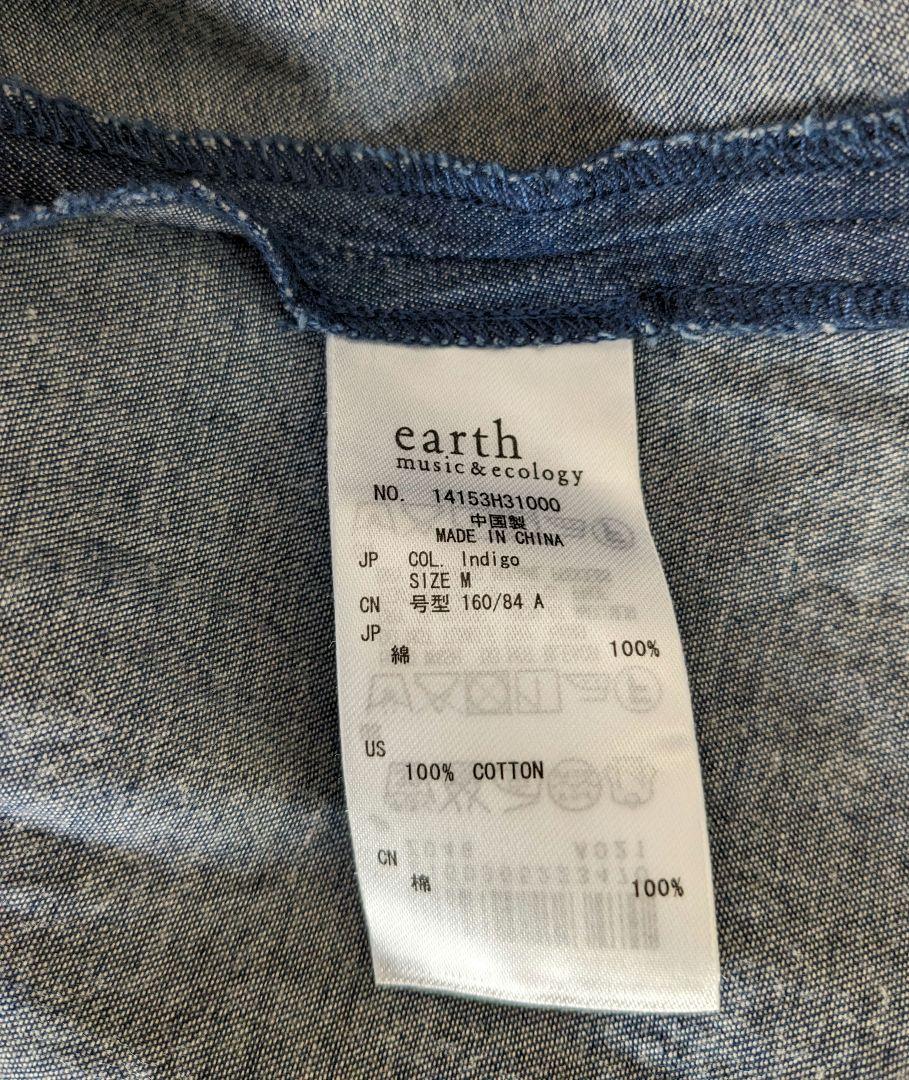 earth
music&ecology
NO. 14153H31000
中国製
MADE IN CHINA
JP COL. Indigo
SIZE M
CN 号型 160/84 A
JP
綿 100%
US
100% COTTON
CN
棉 100%